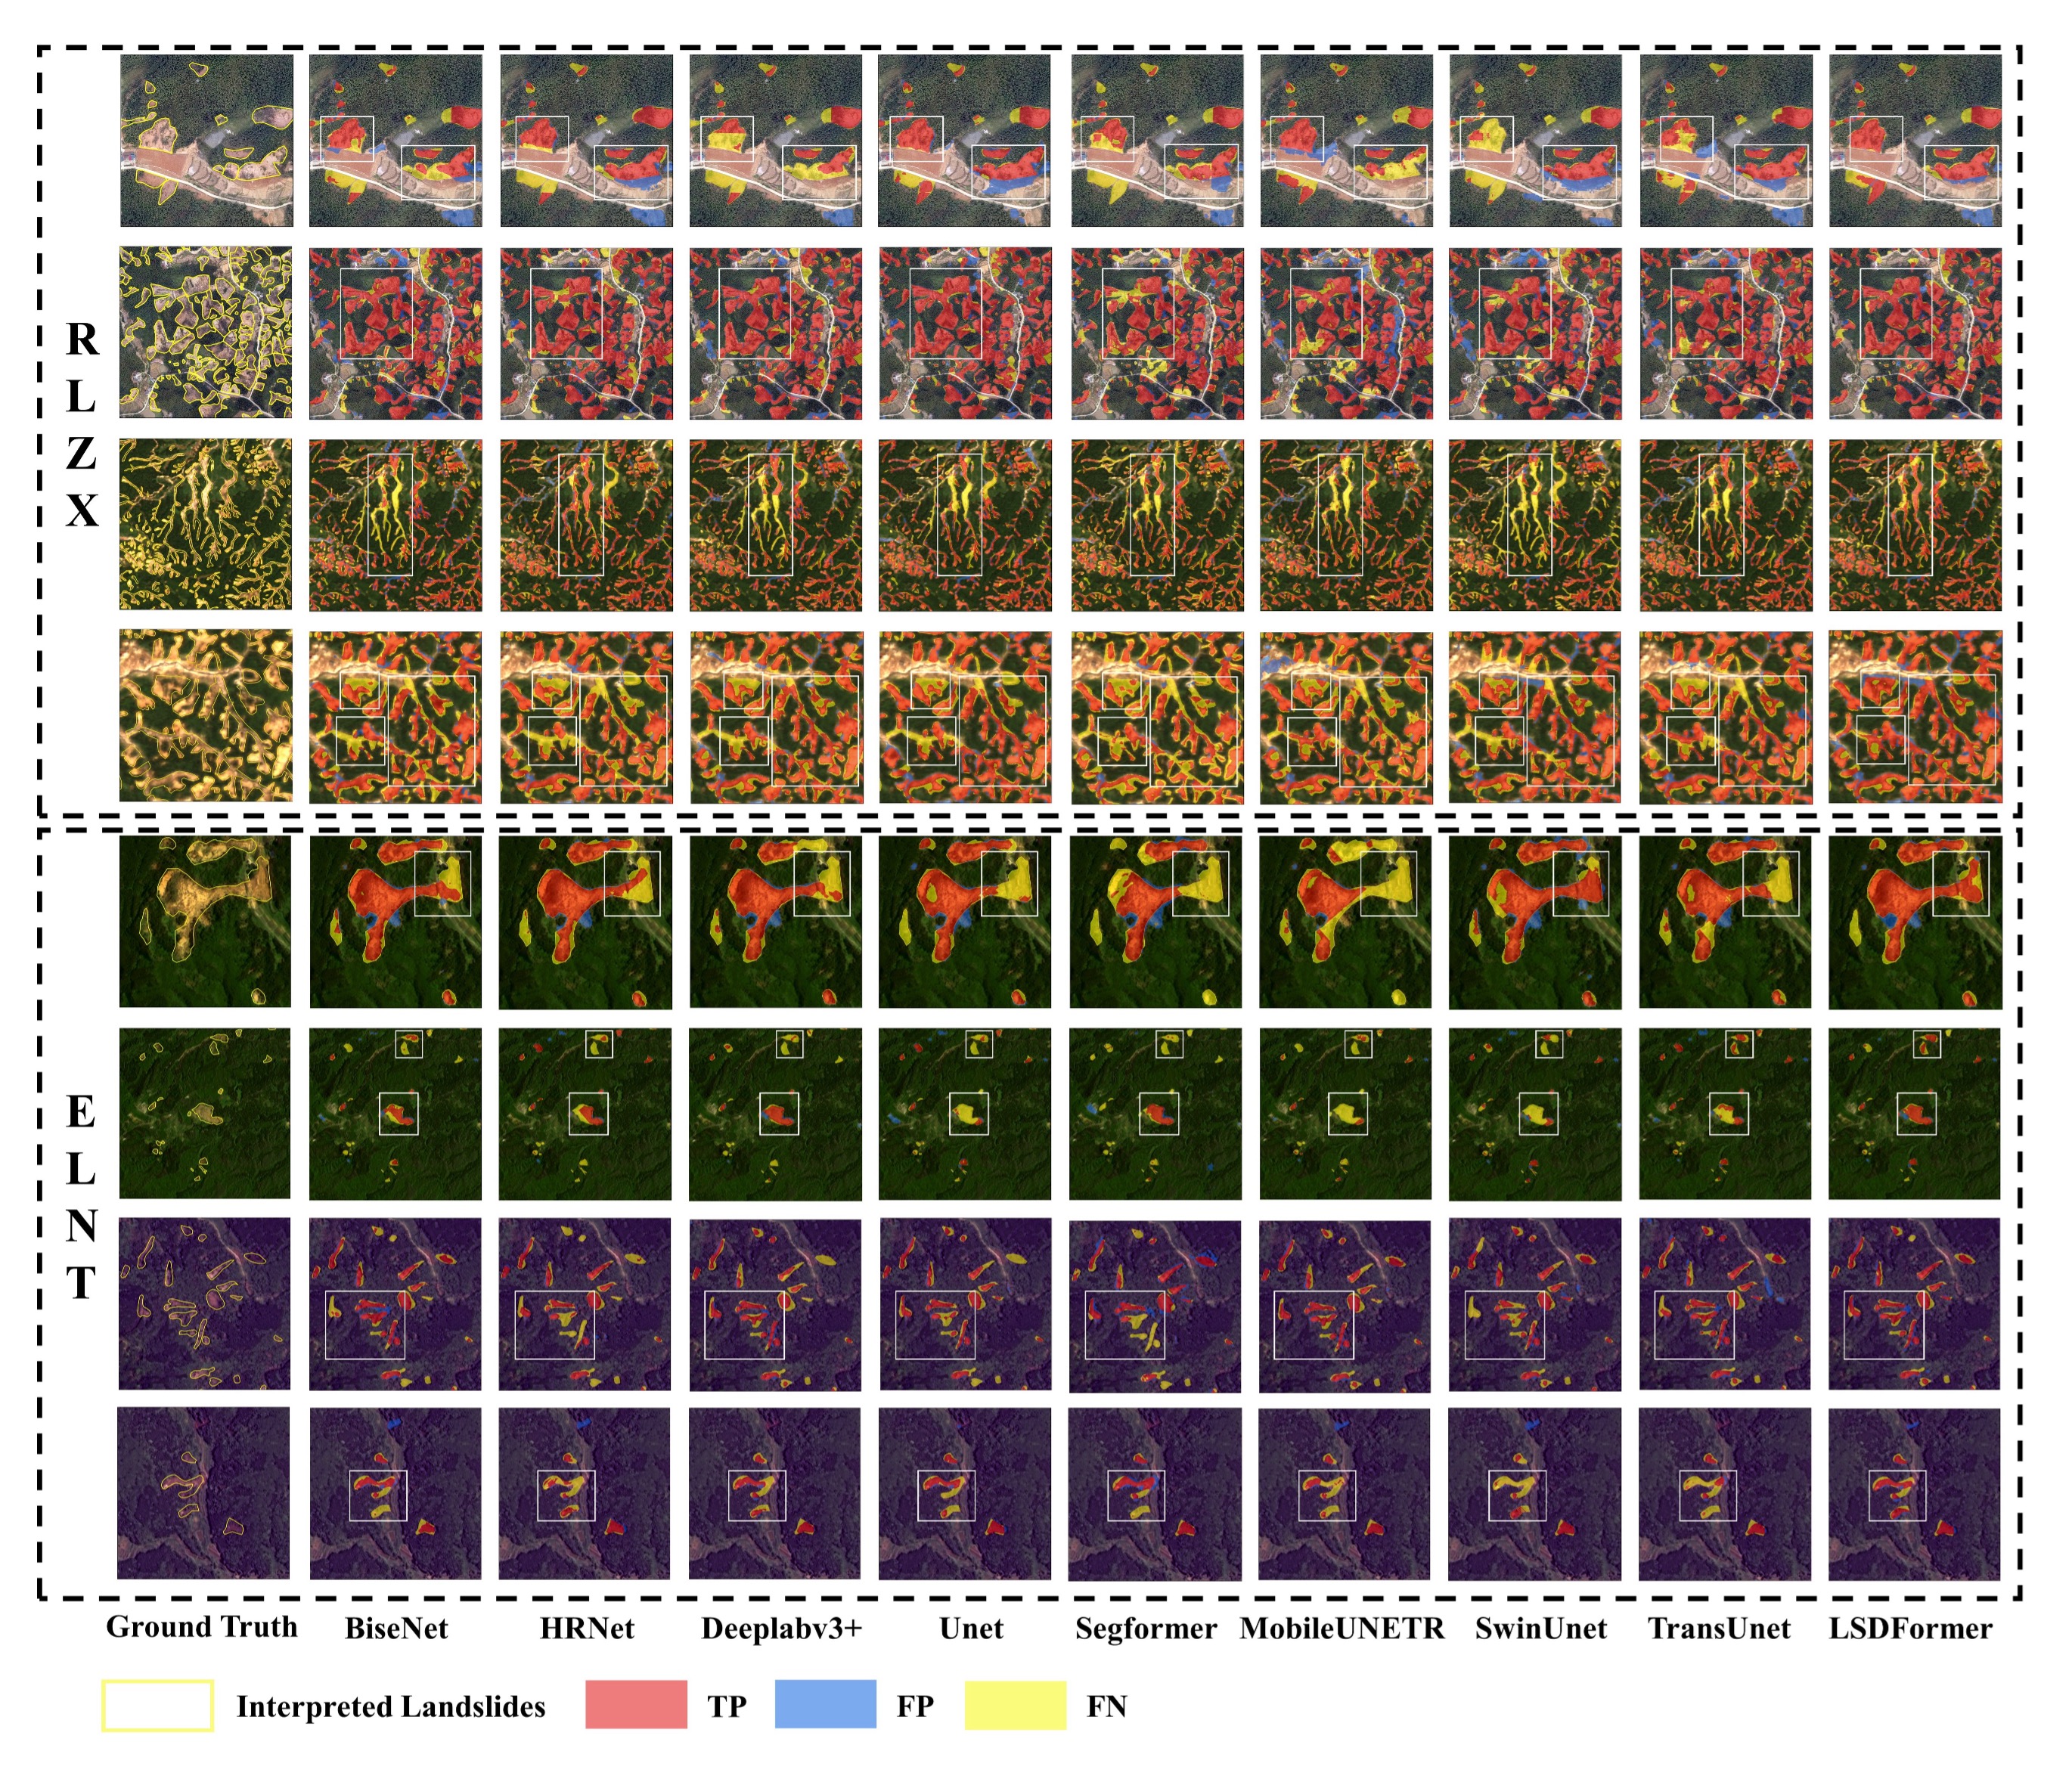 R
L
Z
X
E
L
N
T
Ground Truth BiseNet HRNet Deeplabv3+ Unet Segformer MobileUNETR SwinUnet TransUnet LSDFormer
Interpreted Landslides TP FP FN